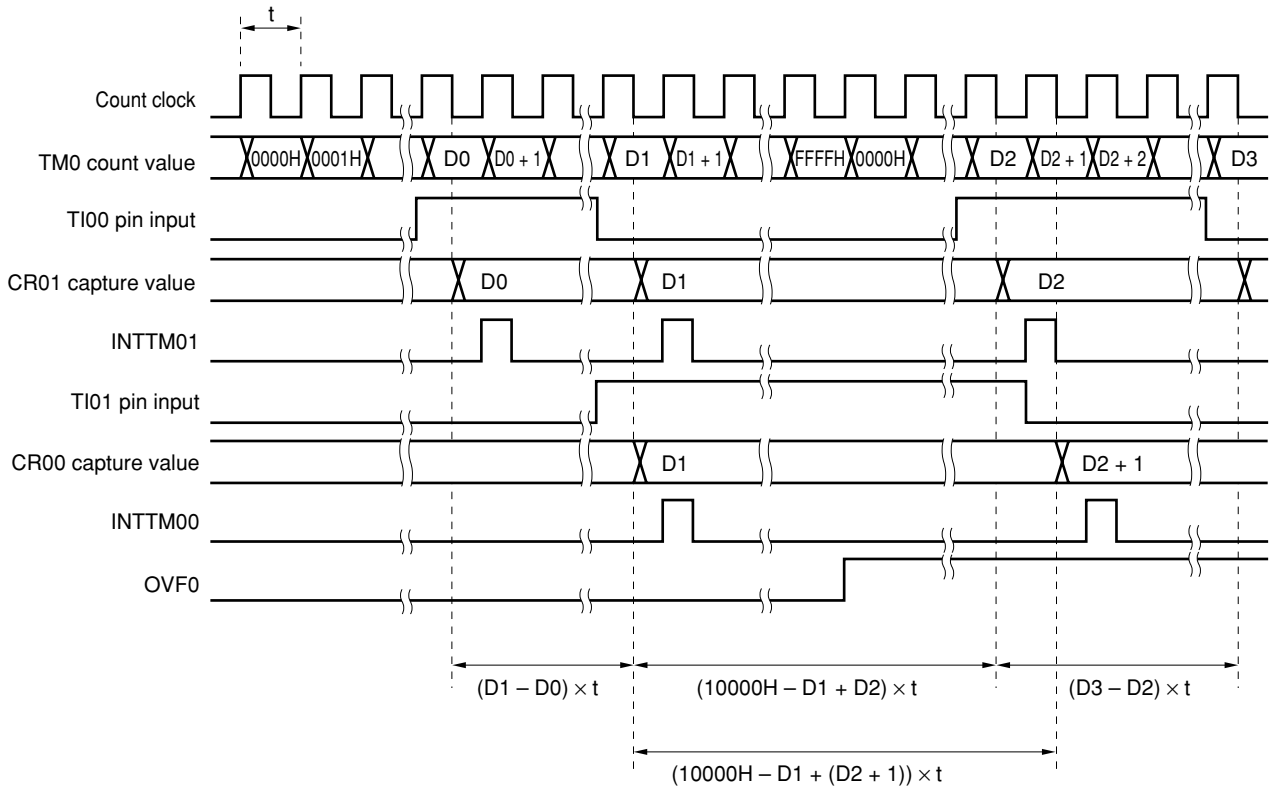 t
Count clock
TM0 count value 0000H 0001H D0 D0 + 1 D1 D1 + 1 FFFFH 0000H D2 D2 + 1 D2 + 2 D3
TI00 pin input
CR01 capture value D0 D1 D2
INTTM01
TI01 pin input
CR00 capture value D1 D2 + 1
INTTM00
OVF0
(D1 – D0) × t (10000H – D1 + D2) × t (D3 – D2) × t
(10000H – D1 + (D2 + 1)) × t